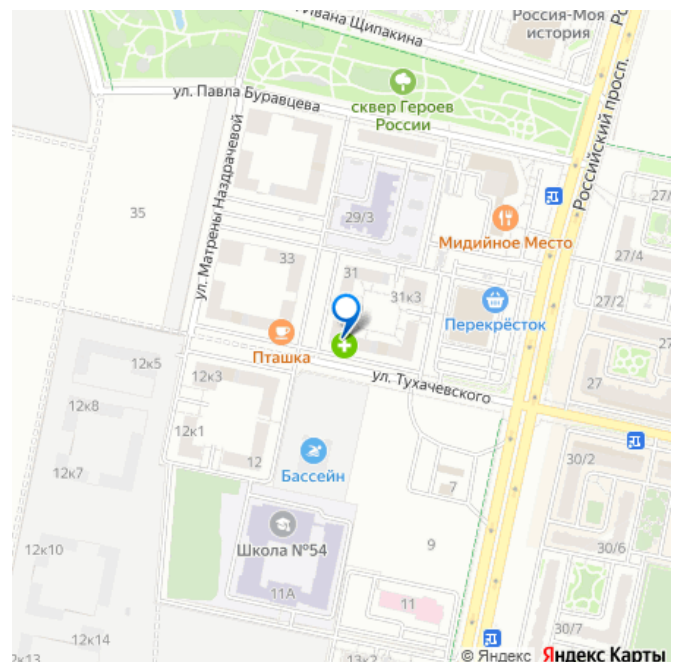 Ивана Щипакина
Россия-Моя
история
Российский просп.
ул. Павла Буравцева
сквер Героев
России
ул. Матрены Наздрачевой
35
29/3
27/4
Мидийное Место
33
31
31к3
27/2
Перекрёсток
Пташка
12к5
12к3
ул. Тухачевского
27
12к8
12к1
12
Бассейн
30/2
12к7
7
Школа №54
9
12к10
30/6
11А
11
12к14
30/7
12к13
13к2
© Яндекс Яндекс Карты